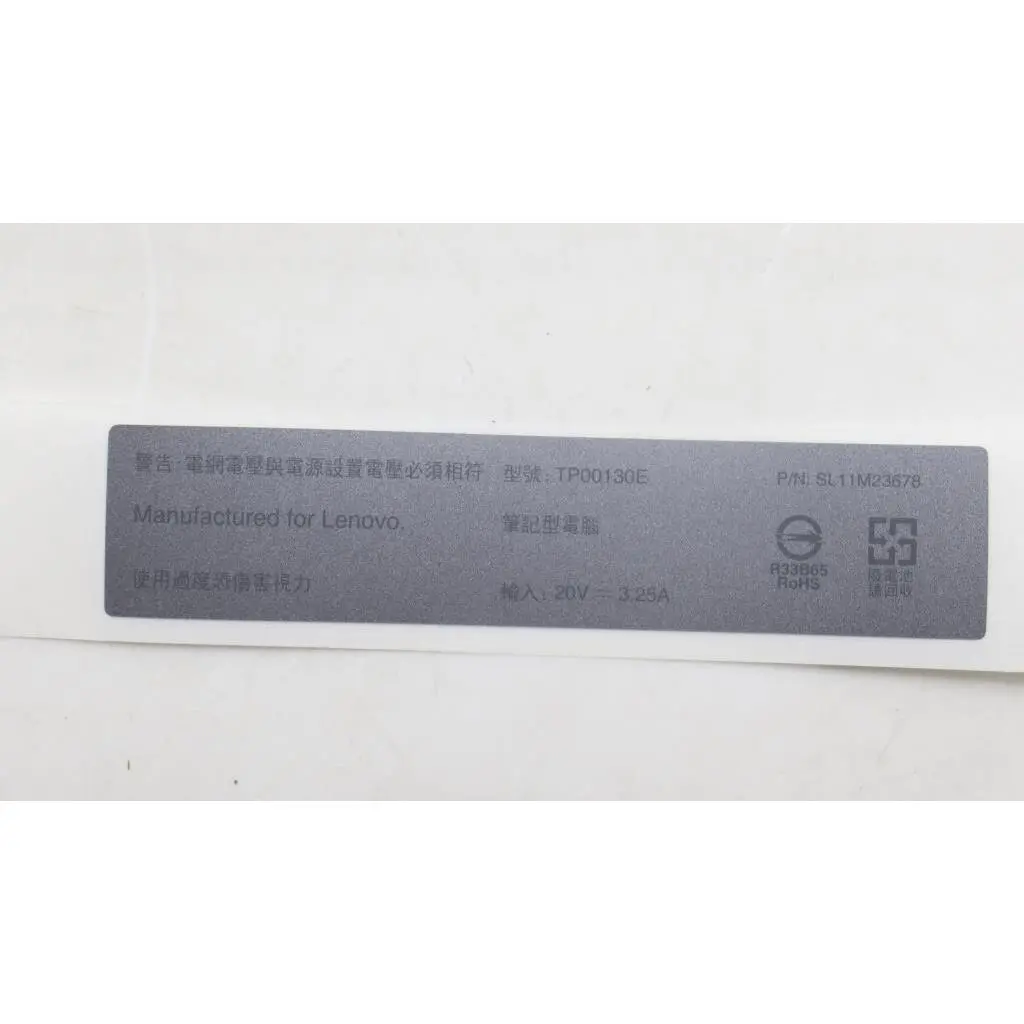 警告:電網電壓與電源設置電壓必須相符 型號: TP00130E P/N: SL11M23678
Manufactured for Lenovo. 筆記型電腦
R33B65
RoHS
廢電池
請回收
使用過度恐傷害視力 輸入: 20V ⎓ 3.25A